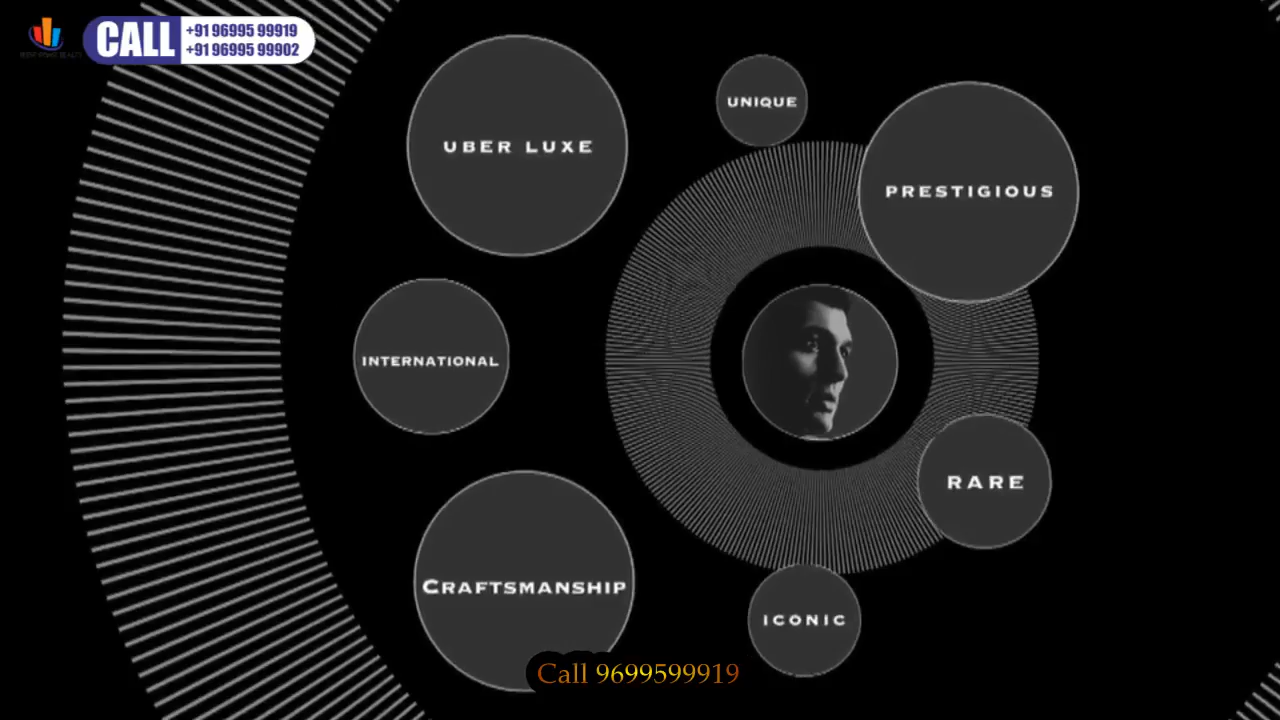 CALL
+91 96995 99919
+91 96995 99902
UBER LUXE
UNIQUE
PRESTIGIOUS
INTERNATIONAL
RARE
CRAFTSMANSHIP
ICONIC
Call 9699599919